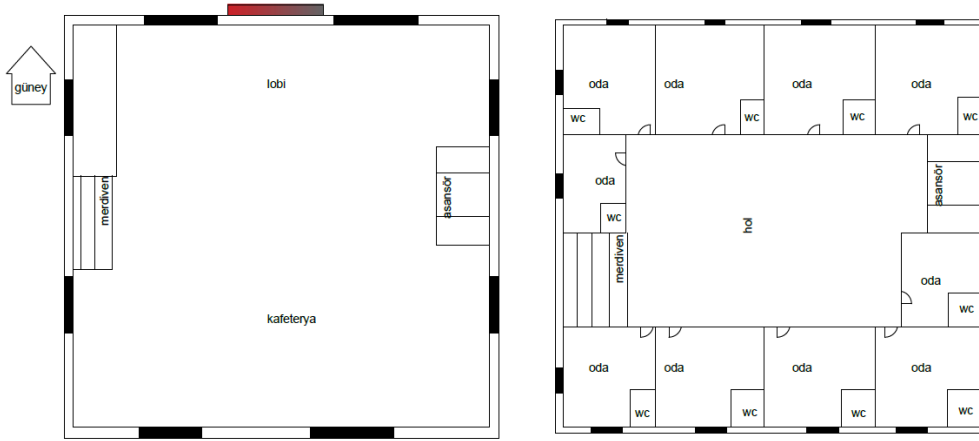 lobi
güney
merdiven
asansör
kafeterya
oda
oda
oda
oda
wc
wc
wc
wc
oda
wc
asansör
hol
merdiven
oda
wc
oda
oda
oda
oda
wc
wc
wc
wc